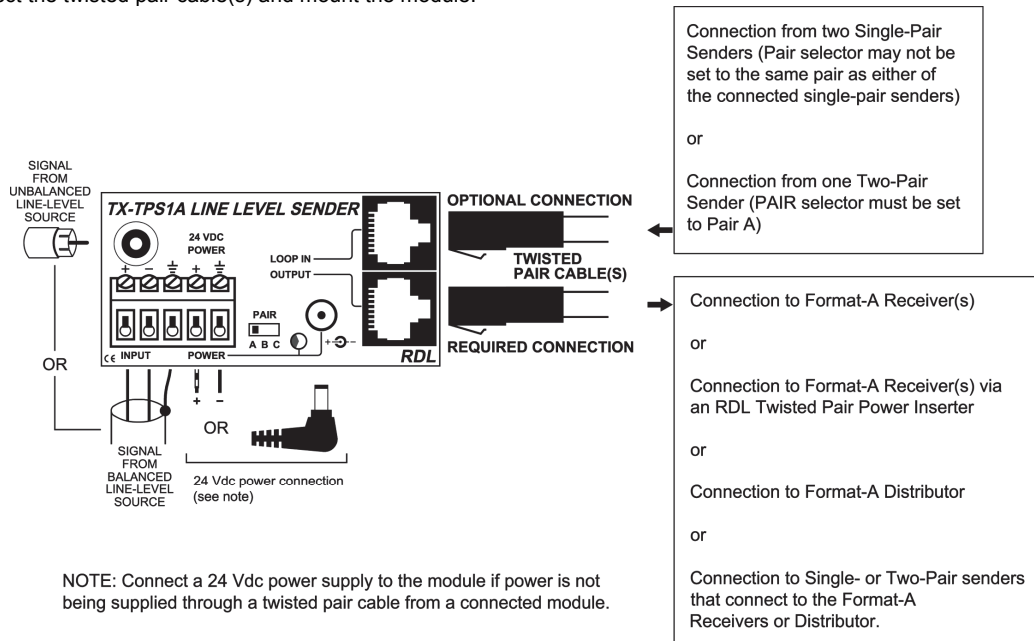 the twisted pair cable(s) and mount the module.
Connection from two Single-Pair
Senders (Pair selector may not be
set to the same pair as either of
the connected single-pair senders)
or
Connection from one Two-Pair
Sender (PAIR selector must be set
to Pair A)
SIGNAL
FROM
UNBALANCED
LINE-LEVEL
SOURCE
TX-TPS1A LINE LEVEL SENDER
24 VDC
POWER
+ - + 
LOOP IN
OUTPUT
PAIR
A B C
+ -
CE INPUT
POWER
RDL
OPTIONAL CONNECTION
TWISTED
PAIR CABLE(S)
REQUIRED CONNECTION
OR
+ -
OR
SIGNAL
FROM
BALANCED
LINE-LEVEL
SOURCE
24 Vdc power connection
(see note)
Connection to Format-A Receiver(s)
or
Connection to Format-A Receiver(s) via
an RDL Twisted Pair Power Inserter
or
Connection to Format-A Distributor
or
Connection to Single- or Two-Pair senders
that connect to the Format-A
Receivers or Distributor.
NOTE: Connect a 24 Vdc power supply to the module if power is not
being supplied through a twisted pair cable from a connected module.